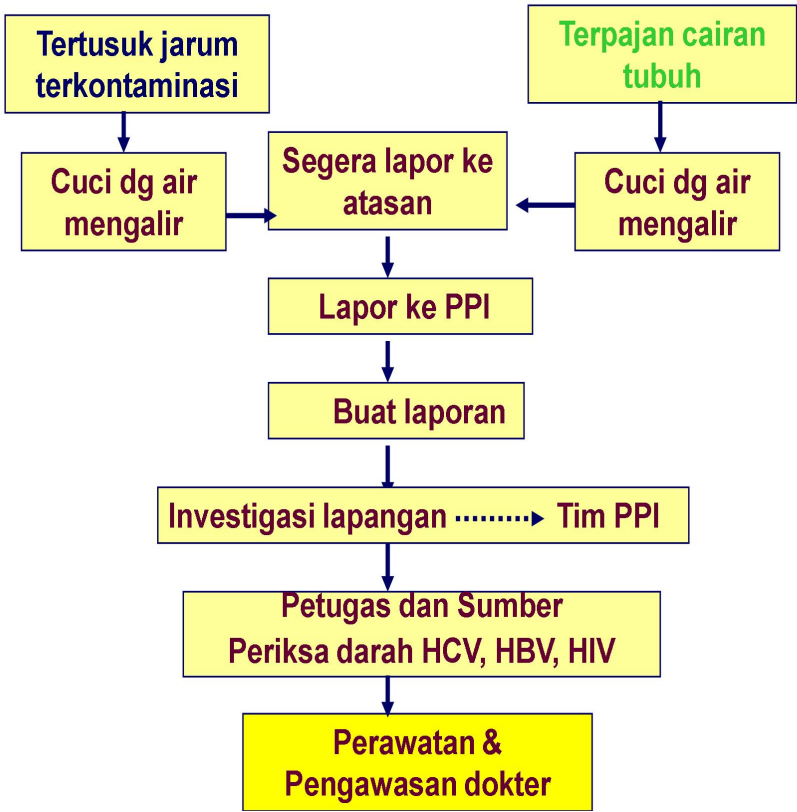 Tertusuk jarum
terkontaminasi
Terpajan cairan
tubuh
Cuci dg air
mengalir
Segera lapor ke
atasan
Cuci dg air
mengalir
Lapor ke PPI
Buat laporan
Investigasi lapangan Tim PPI
Petugas dan Sumber
Periksa darah HCV, HBV, HIV
Perawatan &
Pengawasan dokter